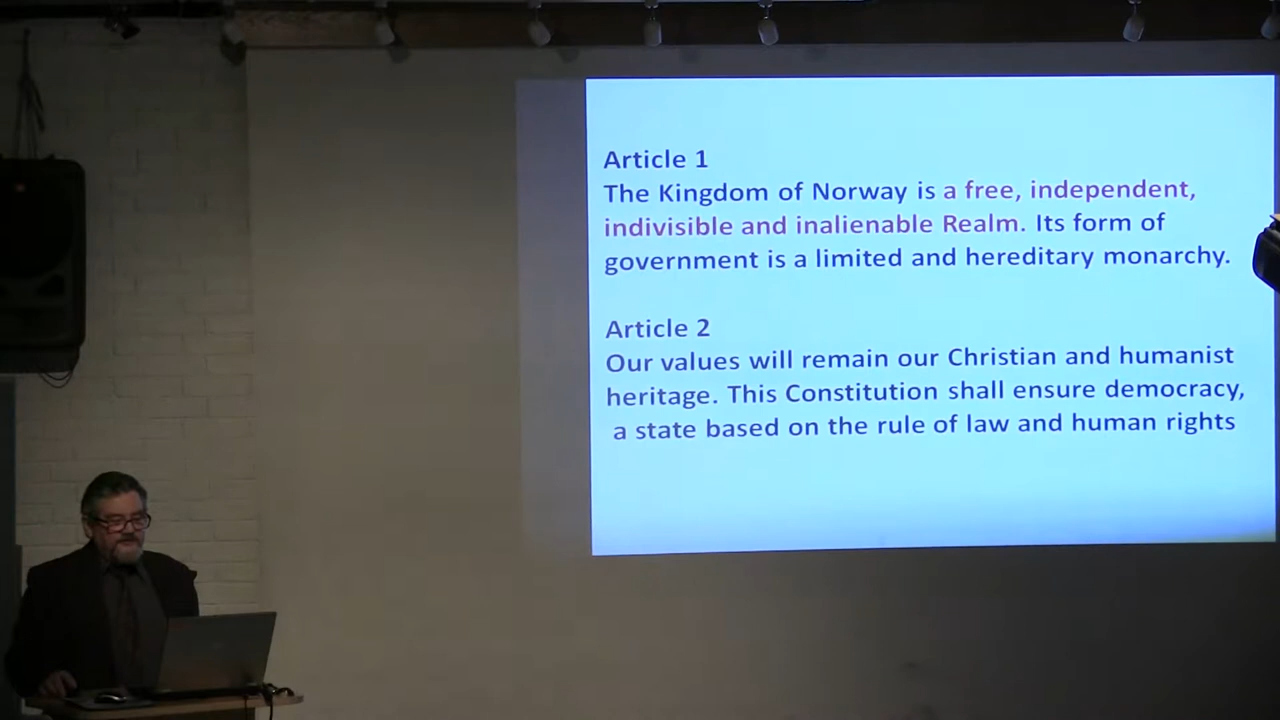 Article 1
The Kingdom of Norway is a free, independent,
indivisible and inalienable Realm. Its form of
government is a limited and hereditary monarchy.
Article 2
Our values will remain our Christian and humanist
heritage. This Constitution shall ensure democracy,
a state based on the rule of law and human rights